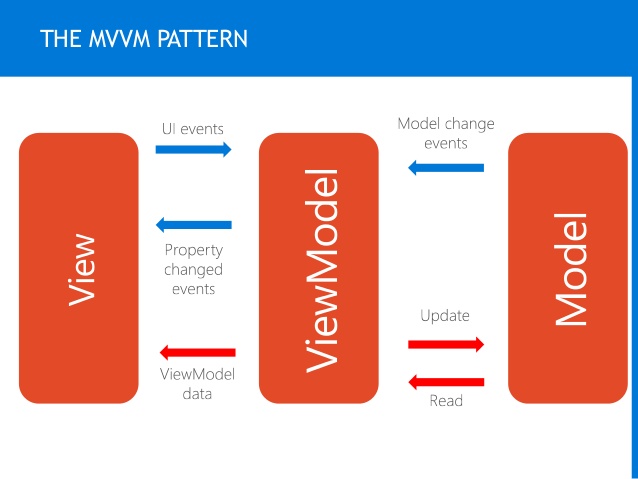 THE MVVM PATTERN
UI events
Model change
events
View
ViewModel
Model
Property
changed
events
Update
ViewModel
data
Read